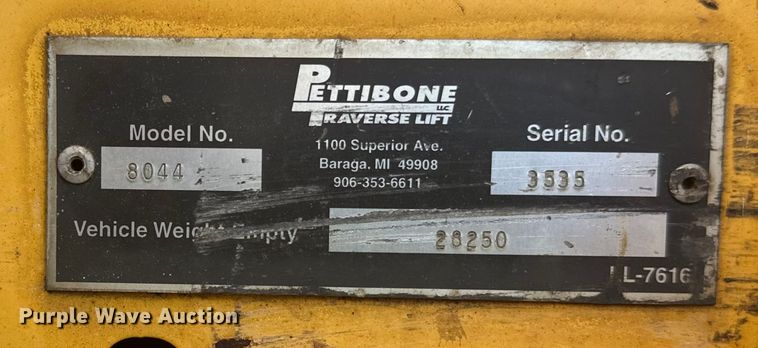 PETTIBONE
LLC
TRAVERSE LIFT
Model No.
8044
1100 Superior Ave.
Baraga, MI 49908
906-353-6611
Serial No.
3535
Vehicle Weight Empty
28250
LL-7616
Purple Wave Auction